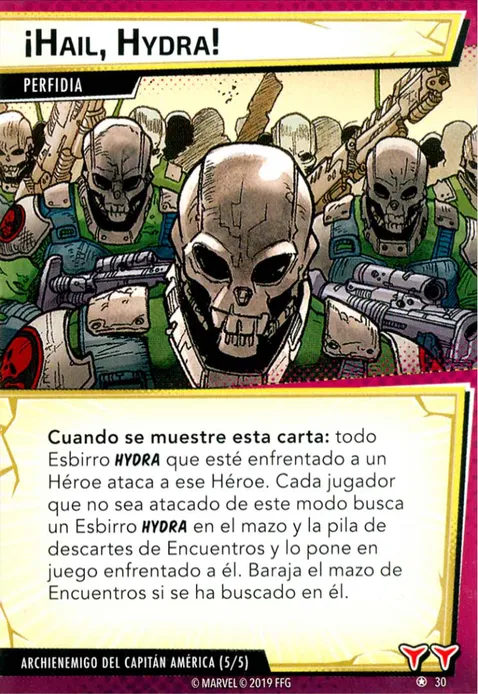 ¡Hail, Hydra!
PERFIDIA
Cuando se muestre esta carta: todo
Esbirro HYDRA que esté enfrentado a un
Héroe ataca a ese Héroe. Cada jugador
que no sea atacado de este modo busca
un Esbirro HYDRA en el mazo y la pila de
descartes de Encuentros y lo pone en
juego enfrentado a él. Baraja el mazo de
Encuentros si se ha buscado en él.
ARCHIENEMIGO DEL CAPITÁN AMÉRICA (5/5)
© MARVEL © 2019 FFG
30